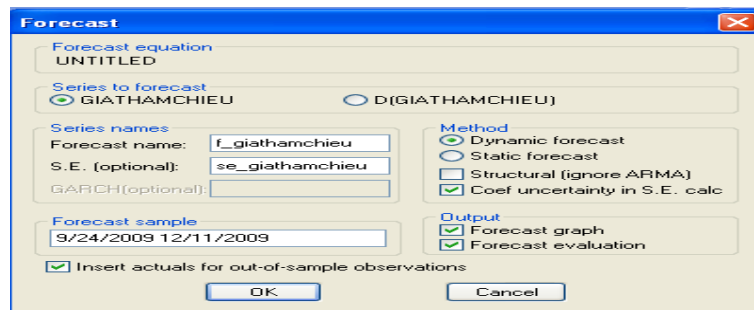 Forecast
Forecast equation
UNTITLED
Series to forecast
GIATHAMCHIEU
D(GIATHAMCHIEU)
Series names
Forecast name: f_giathamchieu
S.E. (optional): se_giathamchieu
GARCH(optional):
Method
Dynamic forecast
Static forecast
Structural (ignore ARMA)
Coef uncertainty in S.E. calc
Forecast sample
9/24/2009 12/11/2009
Output
Forecast graph
Forecast evaluation
Insert actuals for out-of-sample observations
OK
Cancel